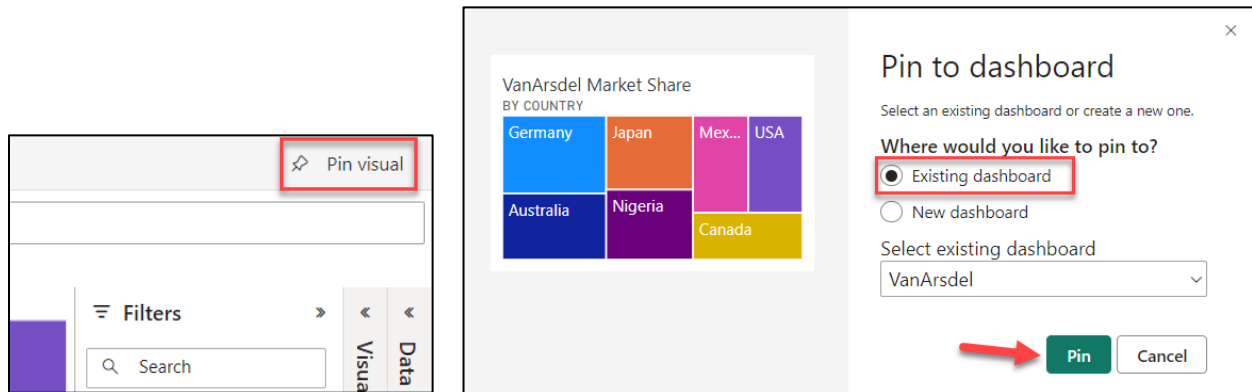 Pin visual
Filters
Search
Visua
Data
VanArsdel Market Share
BY COUNTRY
Germany
Japan
Mex...
USA
Australia
Nigeria
Canada
Pin to dashboard
Select an existing dashboard or create a new one.
Where would you like to pin to?
Existing dashboard
New dashboard
Select existing dashboard
VanArsdel
Pin
Cancel